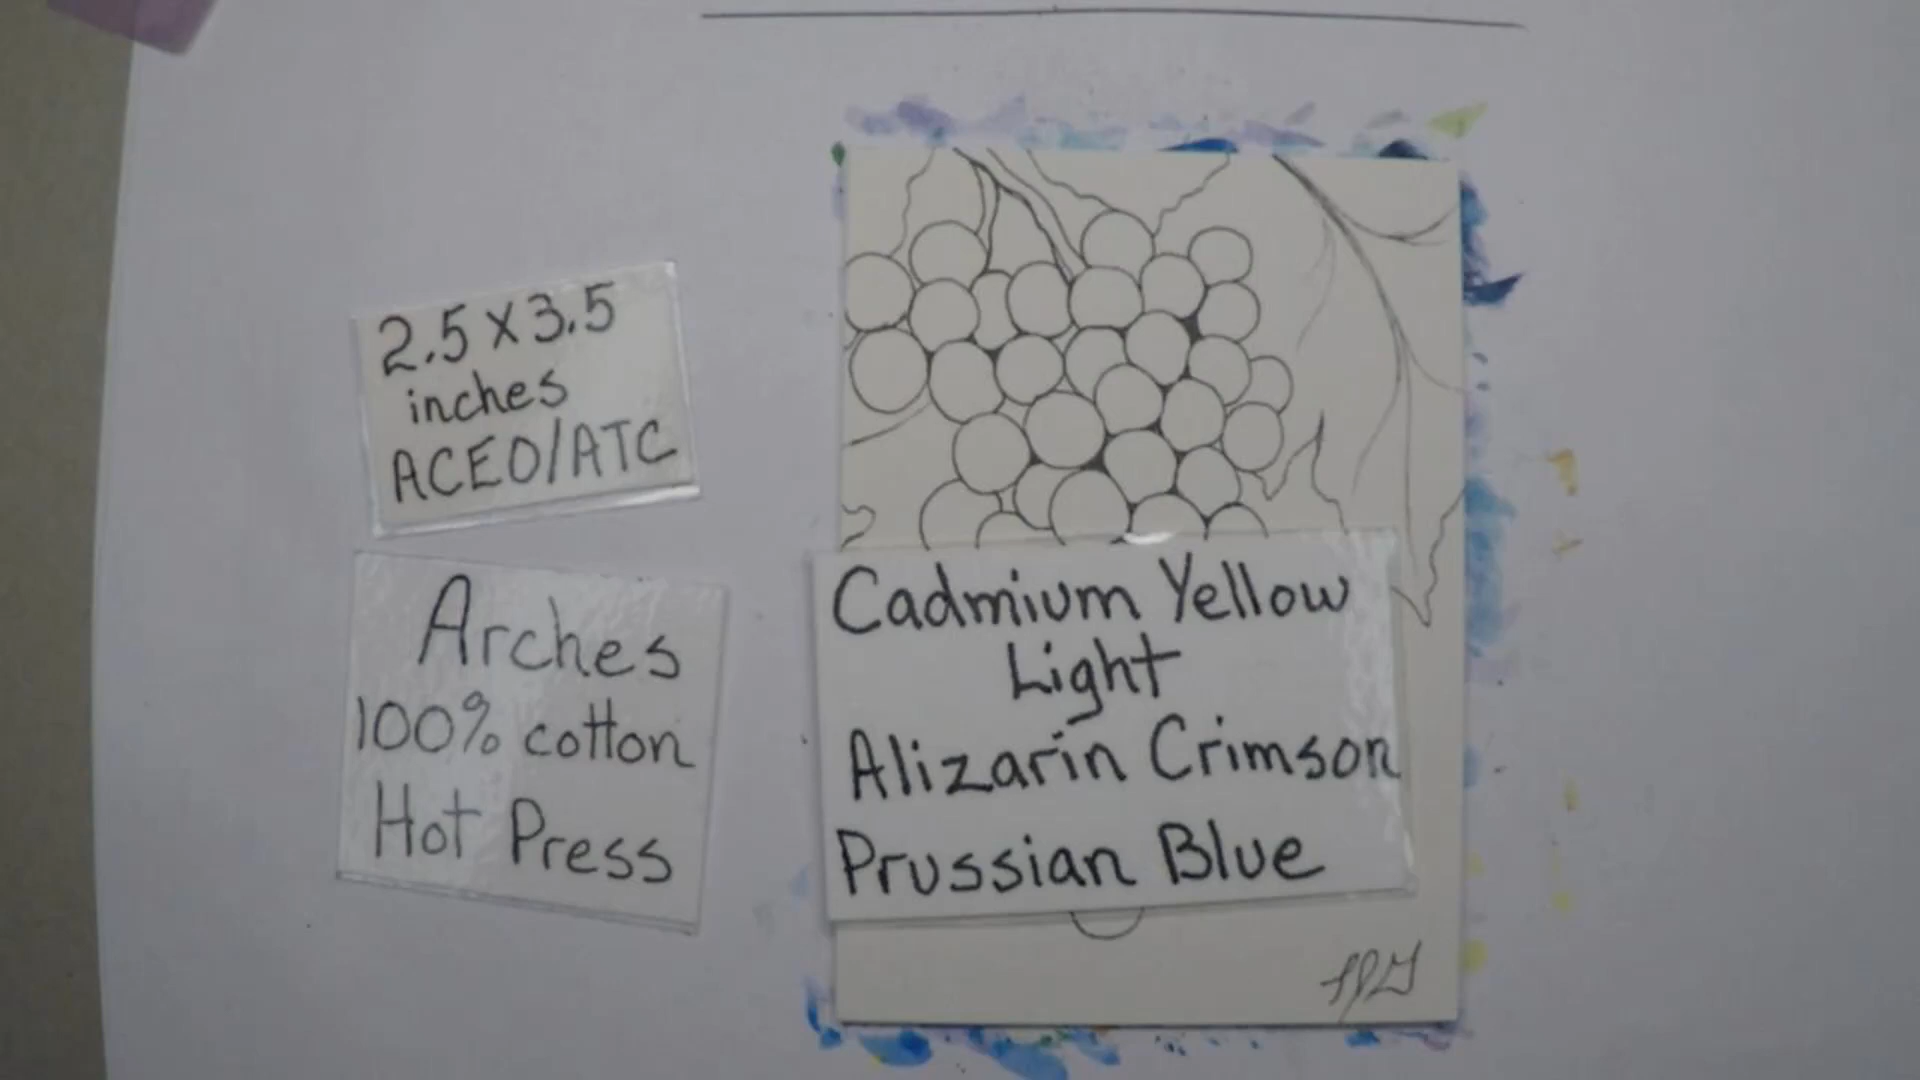 2.5 x 3.5
inches
ACEO/ATC
Arches
100% cotton
Hot Press
Cadmium Yellow
Light
Alizarin Crimson
Prussian Blue